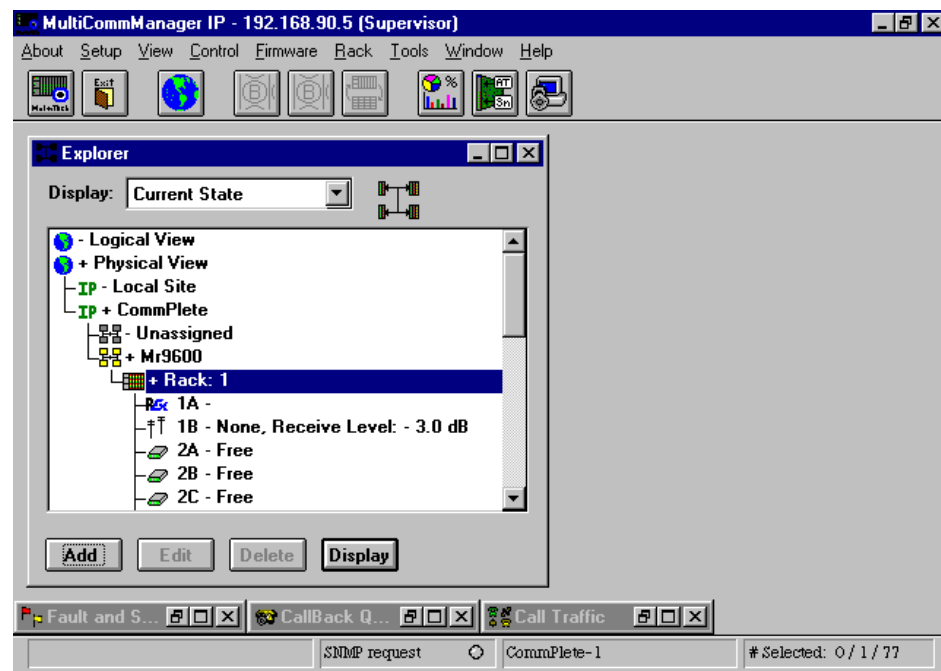 MultiCommManager IP - 192.168.90.5 (Supervisor)
About Setup View Control Firmware Rack Tools Window Help
Exit
% AT
B B Sn
Explorer
Display: Current State
- Logical View
+ Physical View
IP - Local Site
IP + CommPlete
- Unassigned
+ Mr9600
+ Rack: 1
1A -
1B - None, Receive Level: - 3.0 dB
2A - Free
2B - Free
2C - Free
Add Edit Delete Display
Fault and S... CallBack Q... Call Traffic
SNMP request CommPlete-1 # Selected: 0 / 1 / 77